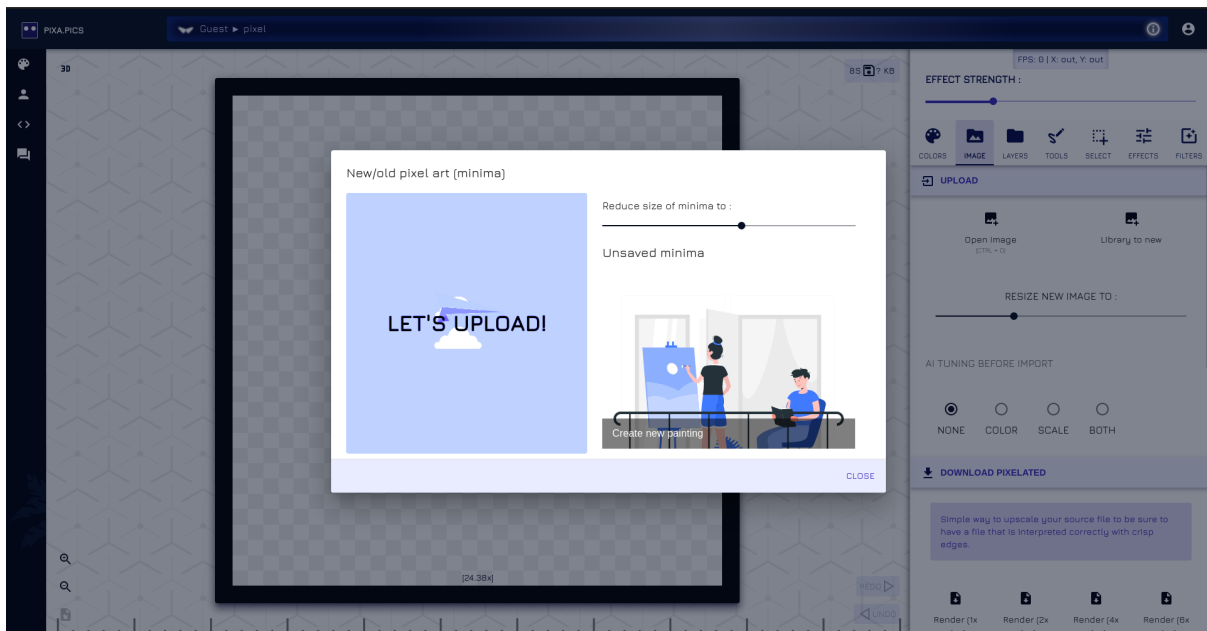 PIXA.PICS
Guest ► pixel
3D
8S ? KB
FPS: 0 | X: out, Y: out
EFFECT STRENGTH :
COLORS IMAGE LAYERS TOOLS SELECT EFFECTS FILTERS
UPLOAD
Open Image
Library to new
RESIZE NEW IMAGE TO :
AI TUNING BEFORE IMPORT
NONE COLOR SCALE BOTH
DOWNLOAD PIXELATED
Simple way to upscale your source file to be sure to
have a file that is interpreted correctly with crisp
edges.
Render (1x Render (2x Render (4x Render (6x
New/old pixel art (minima)
LET'S UPLOAD!
Reduce size of minima to :
Unsaved minima
Create new painting
CLOSE
[24.38x]
REDO
UNDO